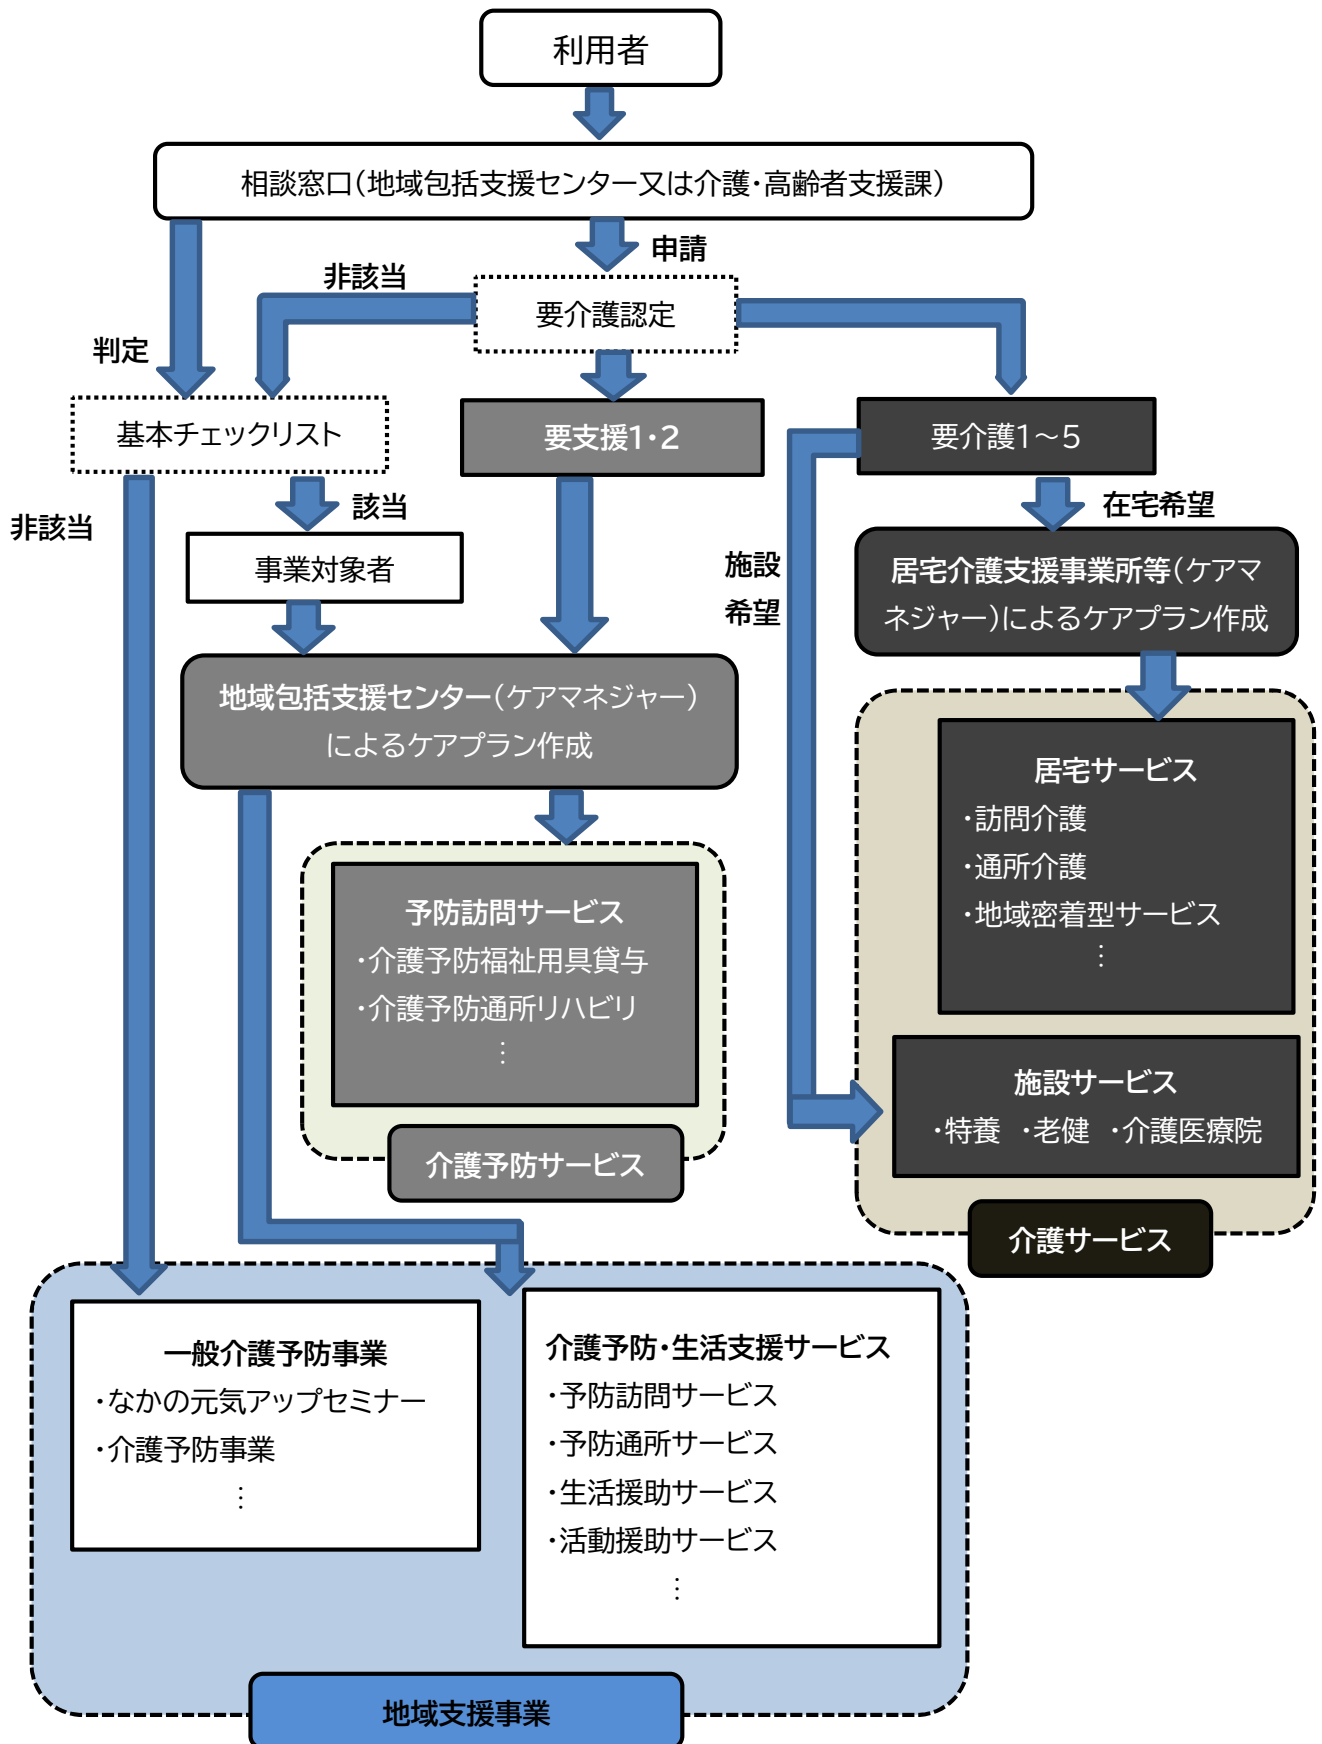 利用者
相談窓口(地域包括支援センター又は介護・高齢者支援課)
申請
非該当
要介護認定
判定
基本チェックリスト
要支援1・2
要介護1～5
非該当
該当
在宅希望
事業対象者
施設
希望
居宅介護支援事業所等(ケアマ
ネジャー)によるケアプラン作成
地域包括支援センター(ケアマネジャー)
によるケアプラン作成
居宅サービス
・訪問介護
・通所介護
・地域密着型サービス
⋮
予防訪問サービス
・介護予防福祉用具貸与
・介護予防通所リハビリ
⋮
施設サービス
・特養 ・老健 ・介護医療院
介護予防サービス
介護サービス
一般介護予防事業
・なかの元気アップセミナー
・介護予防事業
⋮
介護予防・生活支援サービス
・予防訪問サービス
・予防通所サービス
・生活援助サービス
・活動援助サービス
⋮
地域支援事業